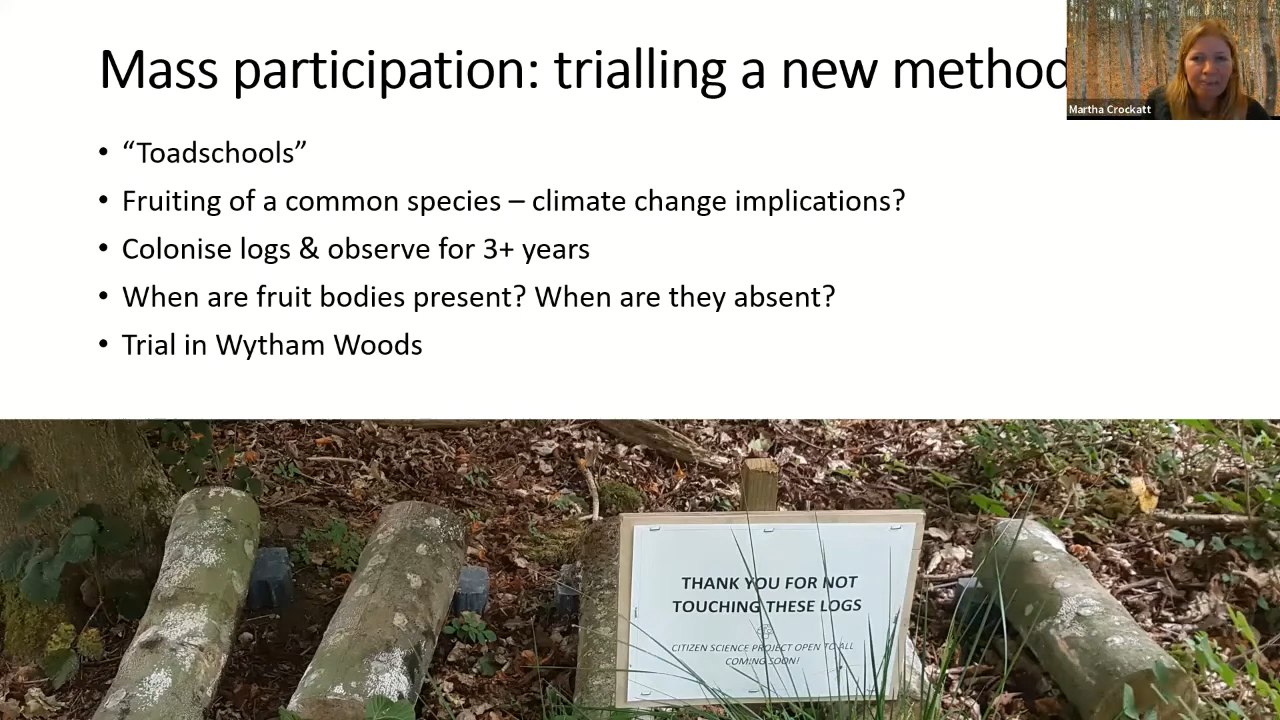 Mass participation: trialling a new method
Martha Crockatt
• “Toadschools”
• Fruiting of a common species – climate change implications?
• Colonise logs & observe for 3+ years
• When are fruit bodies present? When are they absent?
• Trial in Wytham Woods
THANK YOU FOR NOT
TOUCHING THESE LOGS
CITIZEN SCIENCE PROJECT OPEN TO ALL
COMING SOON!